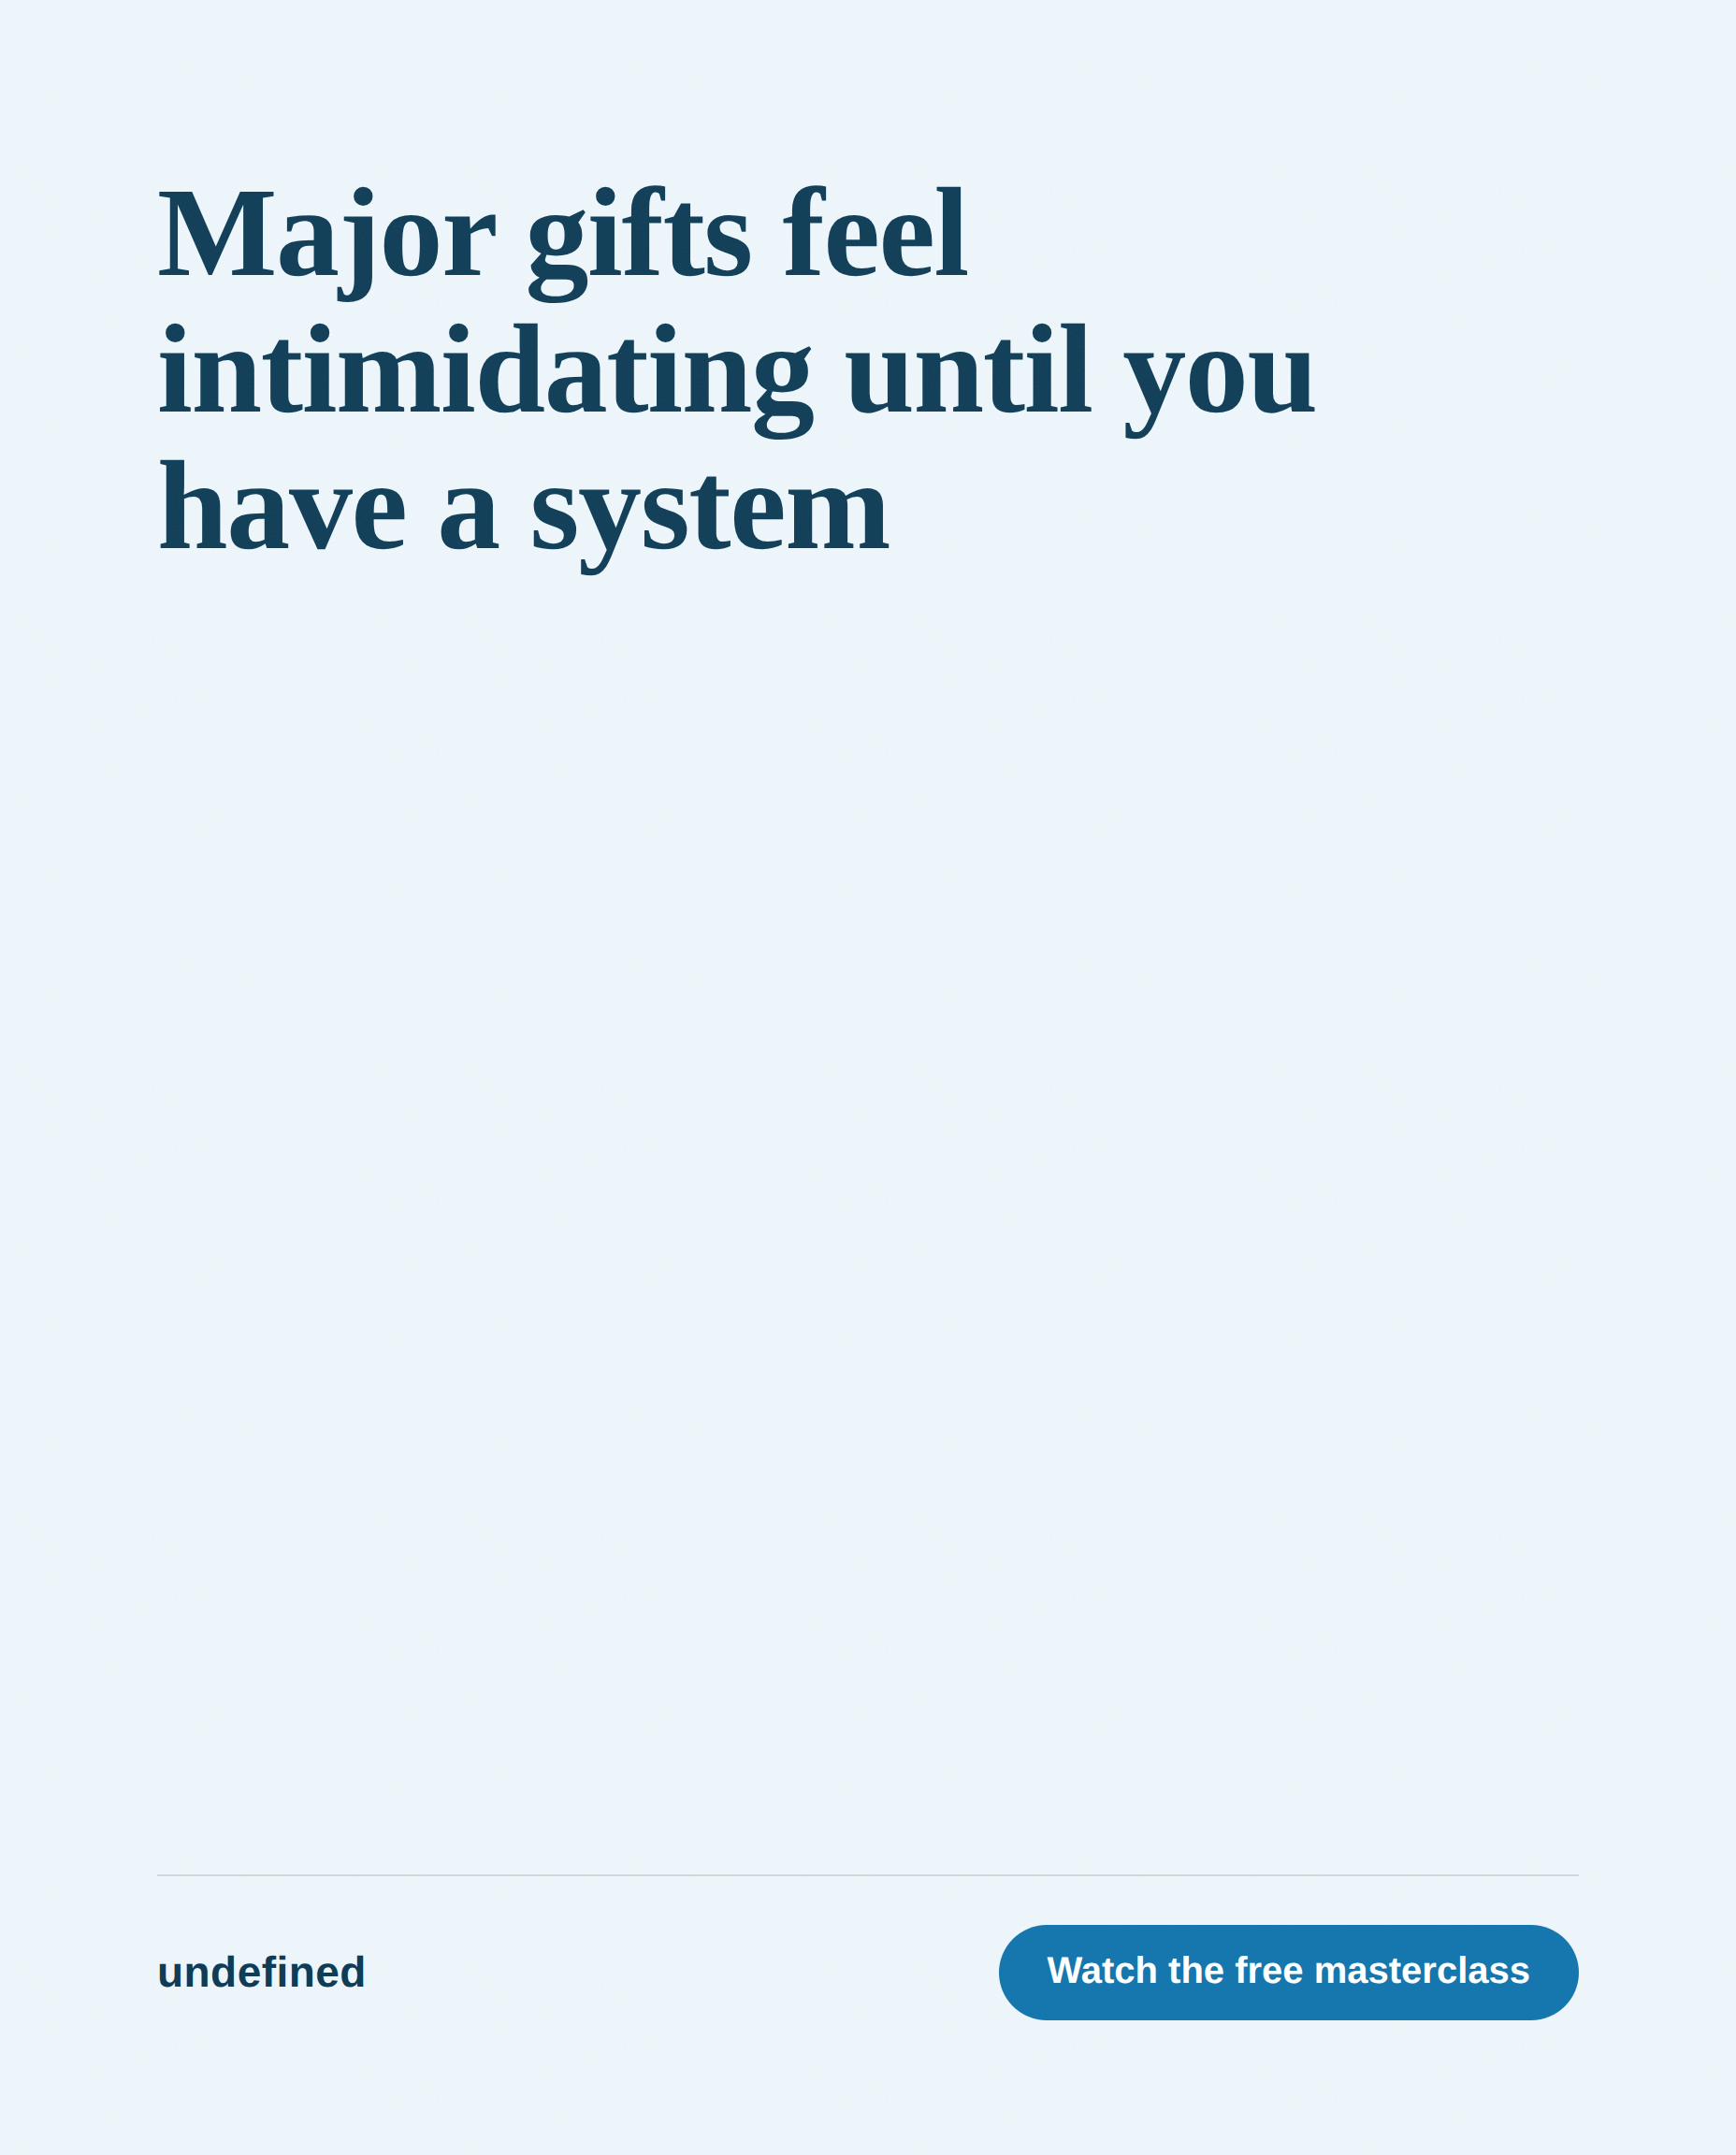 Major gifts feel
intimidating until you
have a system
undefined
Watch the free masterclass